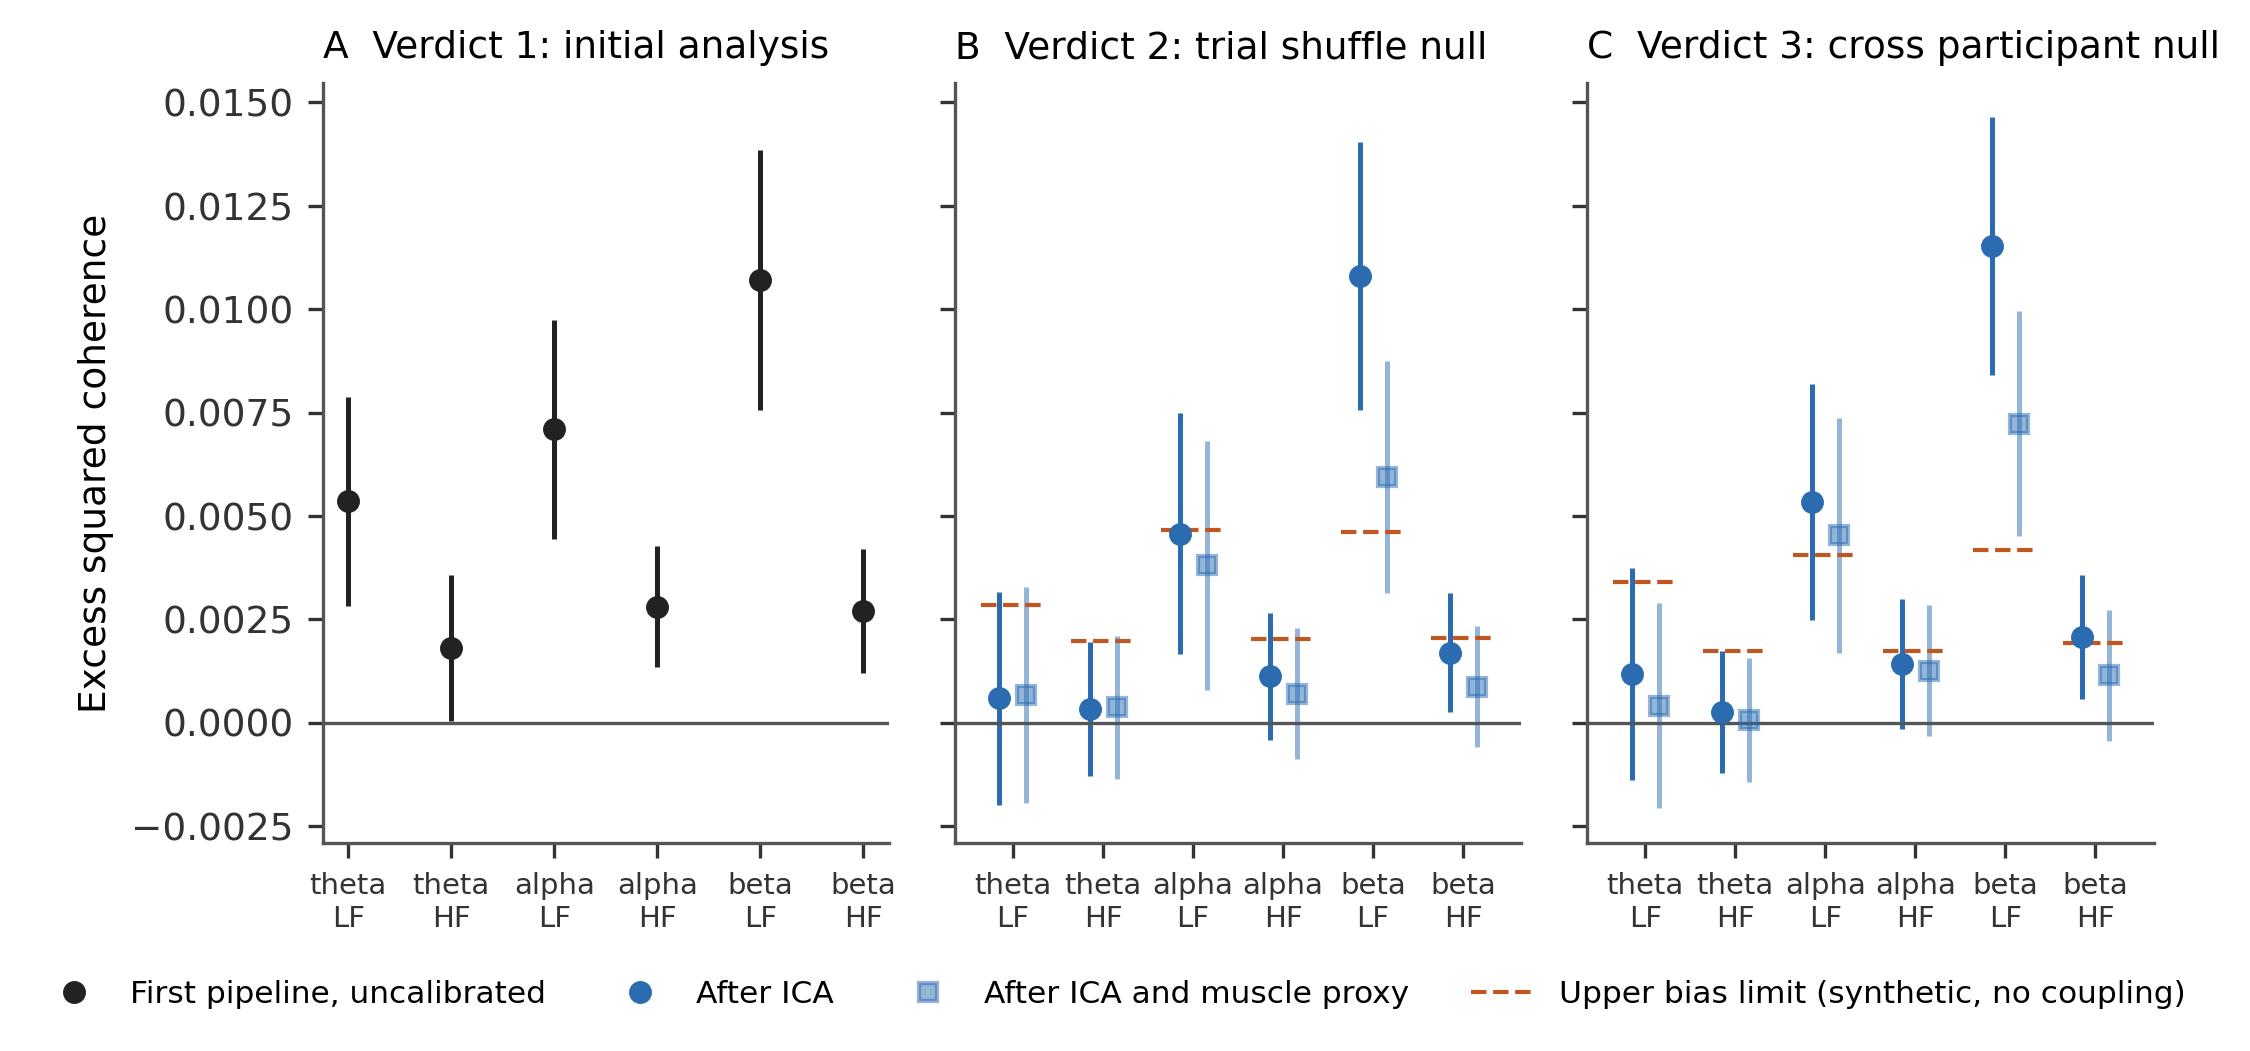 A  Verdict 1: initial analysis
B  Verdict 2: trial shuffle null
C  Verdict 3: cross participant null
Excess squared coherence
0.0150
0.0125
0.0100
0.0075
0.0050
0.0025
0.0000
−0.0025
theta LF
theta HF
alpha LF
alpha HF
beta LF
beta HF
theta LF
theta HF
alpha LF
alpha HF
beta LF
beta HF
theta LF
theta HF
alpha LF
alpha HF
beta LF
beta HF
First pipeline, uncalibrated
After ICA
After ICA and muscle proxy
Upper bias limit (synthetic, no coupling)